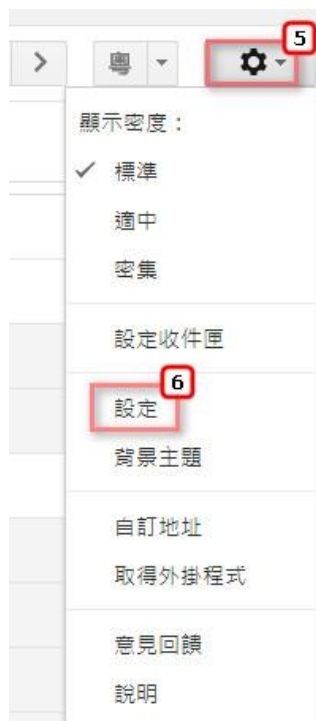 5
粵
顯示密度：
標準
適中
密集
設定收件匣
6
設定
背景主題
自訂地址
取得外掛程式
意見回饋
說明